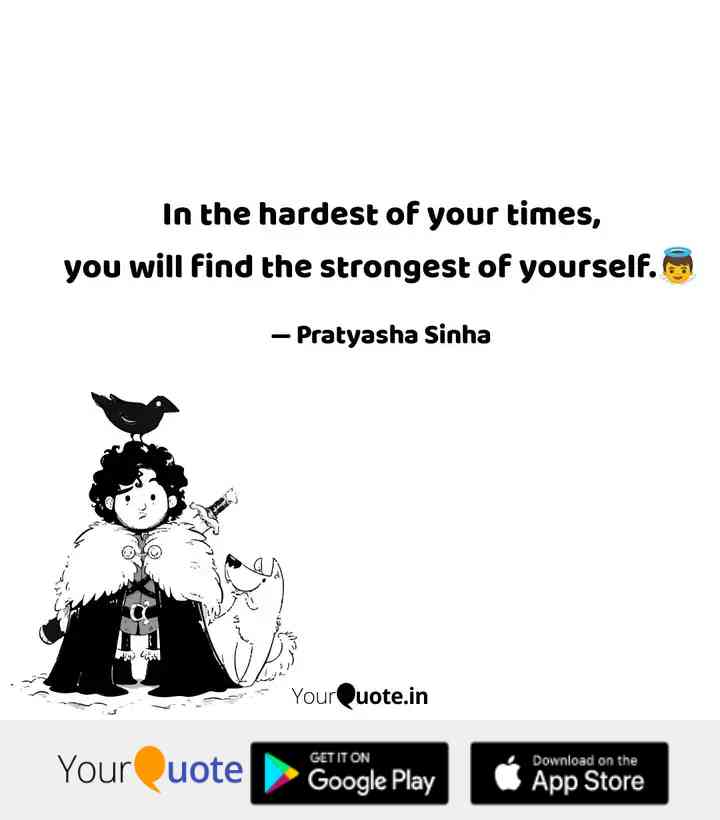 In the hardest of your times,
you will find the strongest of yourself.👼
— Pratyasha Sinha
YourQuote.in
YourQuote
GET IT ON
Google Play
Download on the
App Store